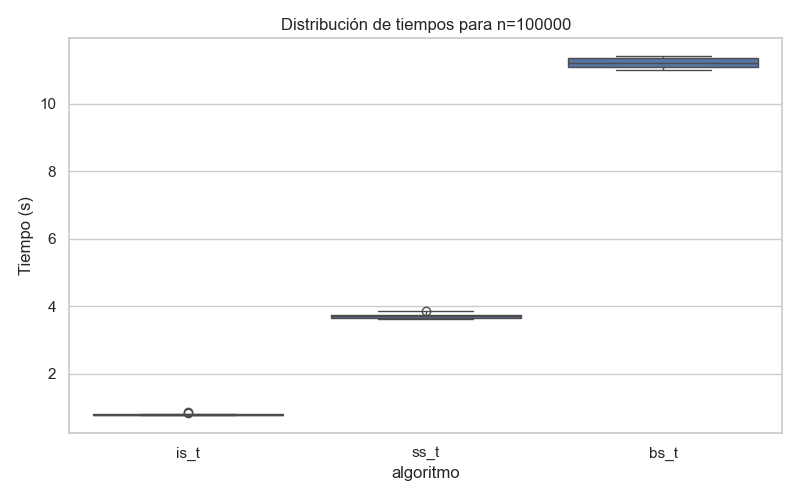 Distribución de tiempos para n=100000
Tiempo (s)
10
8
6
4
2
is_t ss_t bs_t
algoritmo